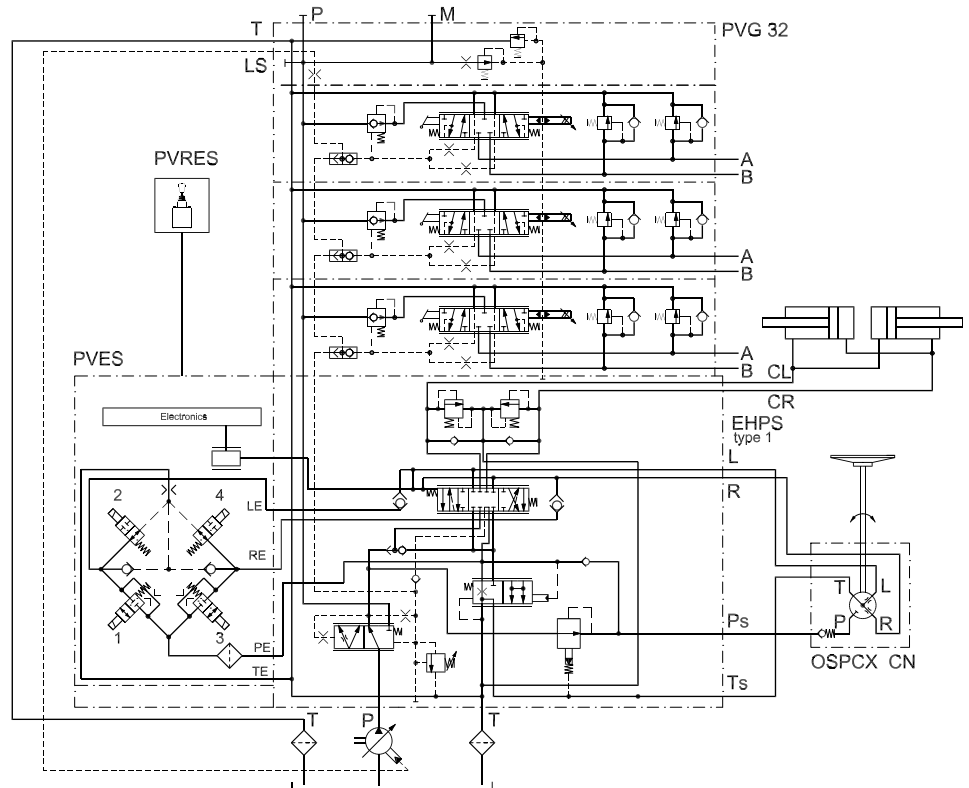 P
M
T
PVG 32
LS
A
B
PVRES
A
B
A
B
PVES
CL
CR
Electronics
EHPS
type 1
L
R
2
4
LE
RE
1
3
PE
TE
T
L
P
R
Ps
OSPCX CN
Ts
T
P
T